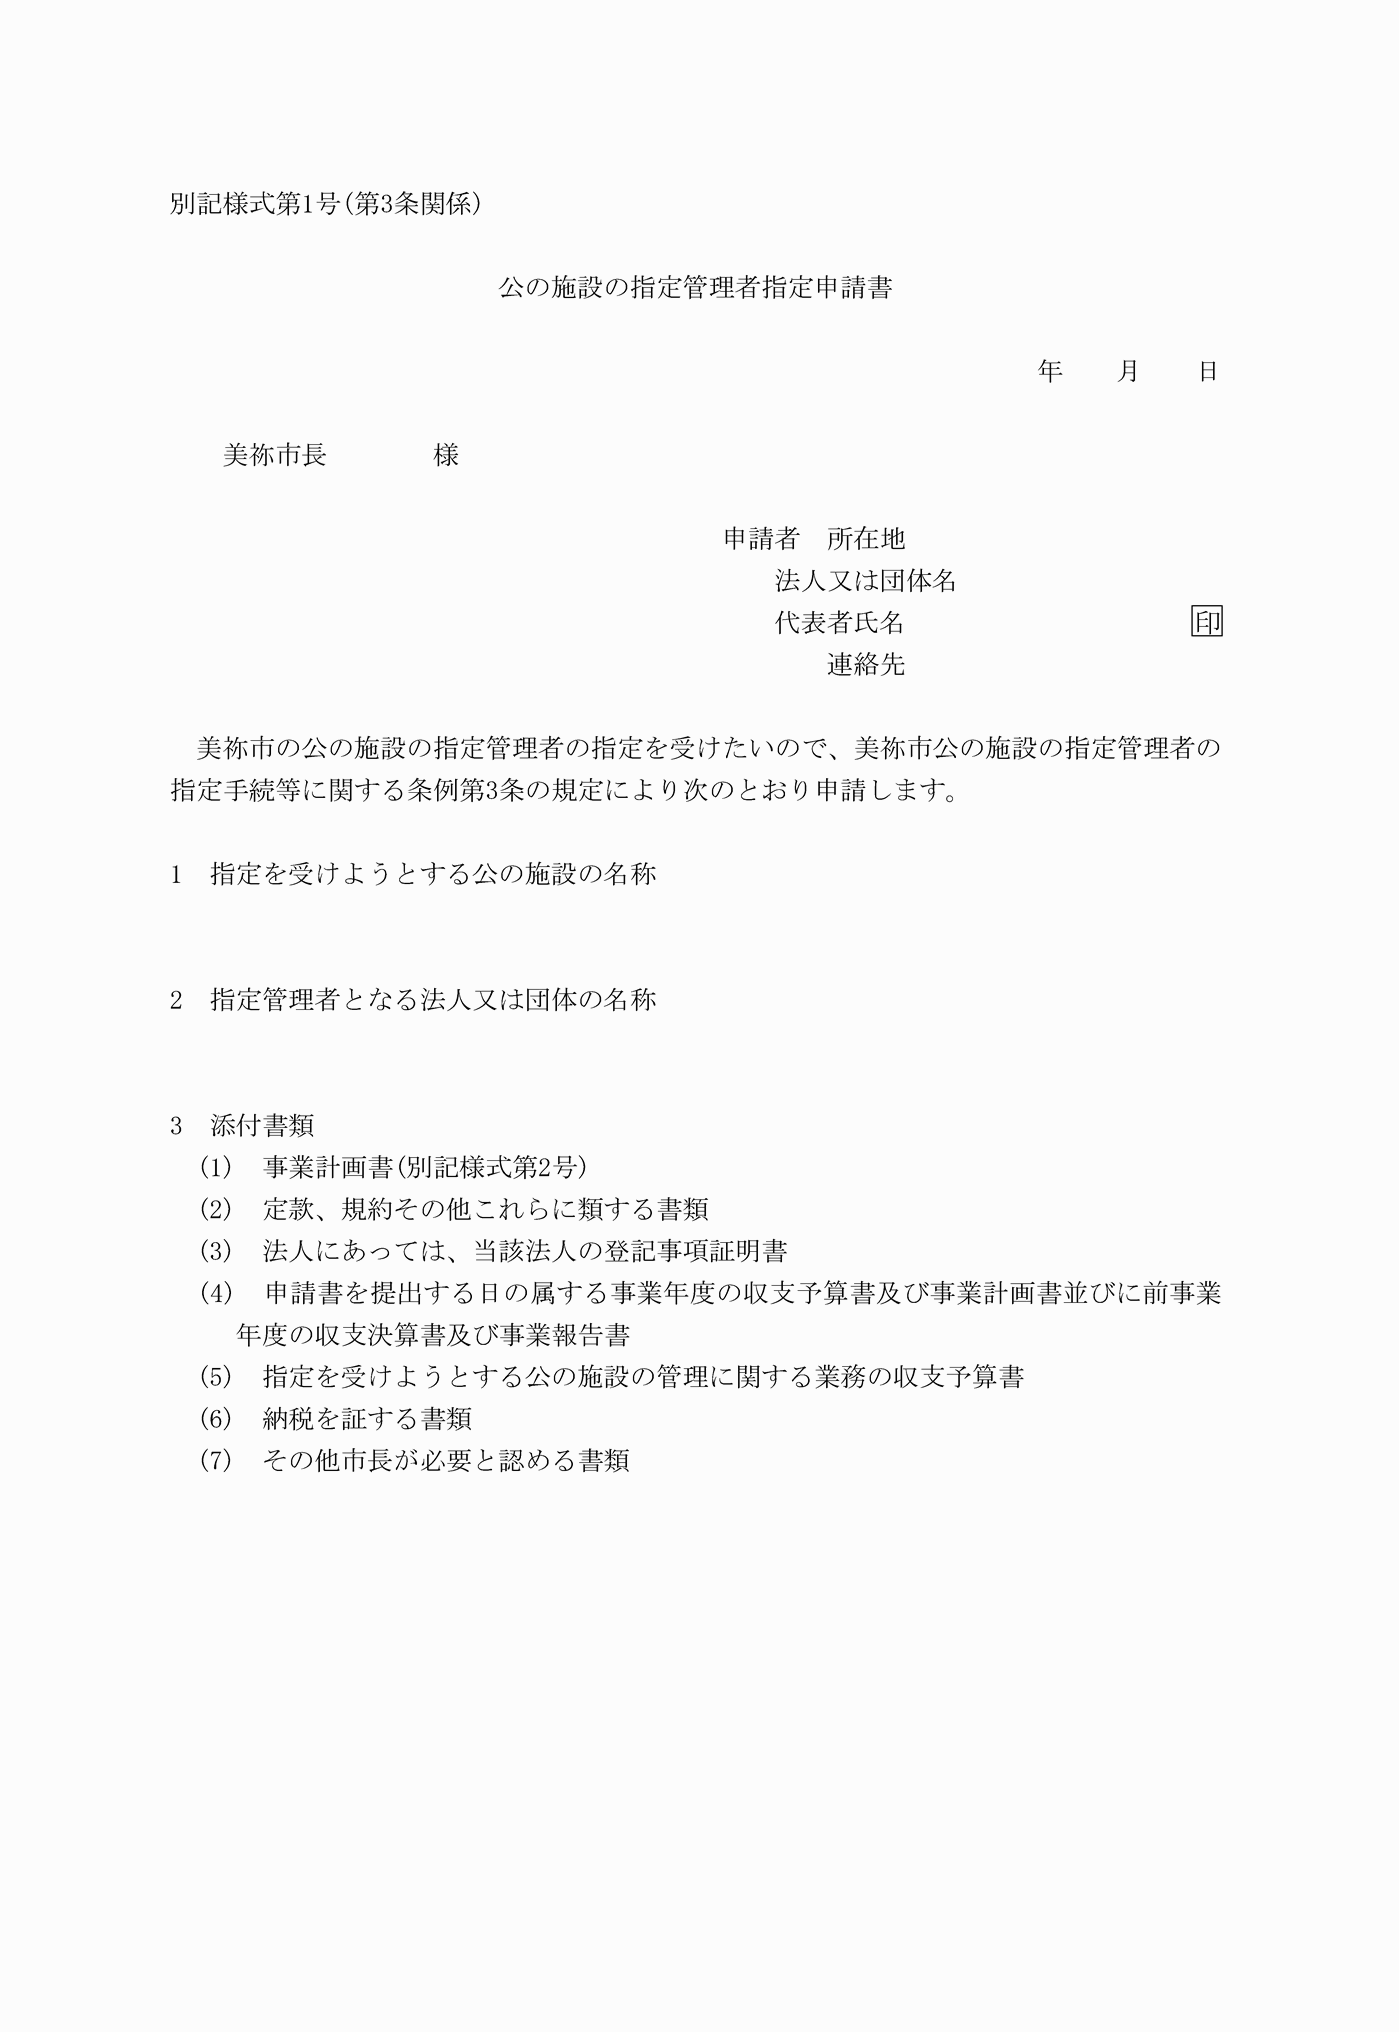 別記様式第1号(第3条関係)
公の施設の指定管理者指定申請書
年　　月　　日
美祢市長　　　　様
申請者　所在地
法人又は団体名
代表者氏名　　　　　　　　　　　印
連絡先
美祢市の公の施設の指定管理者の指定を受けたいので、美祢市公の施設の指定管理者の
指定手続等に関する条例第3条の規定により次のとおり申請します。
1　指定を受けようとする公の施設の名称
2　指定管理者となる法人又は団体の名称
3　添付書類
(1)　事業計画書(別記様式第2号)
(2)　定款、規約その他これらに類する書類
(3)　法人にあっては、当該法人の登記事項証明書
(4)　申請書を提出する日の属する事業年度の収支予算書及び事業計画書並びに前事業
年度の収支決算書及び事業報告書
(5)　指定を受けようとする公の施設の管理に関する業務の収支予算書
(6)　納税を証する書類
(7)　その他市長が必要と認める書類